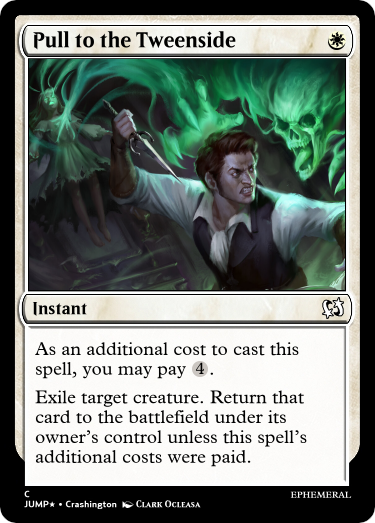 Pull to the Tweenside
Instant
As an additional cost to cast this
spell, you may pay 4.
Exile target creature. Return that
card to the battlefield under its
owner's control unless this spell's
additional costs were paid.
C
EPHEMERAL
JUMP★ • Crashington Clark Ocleasa